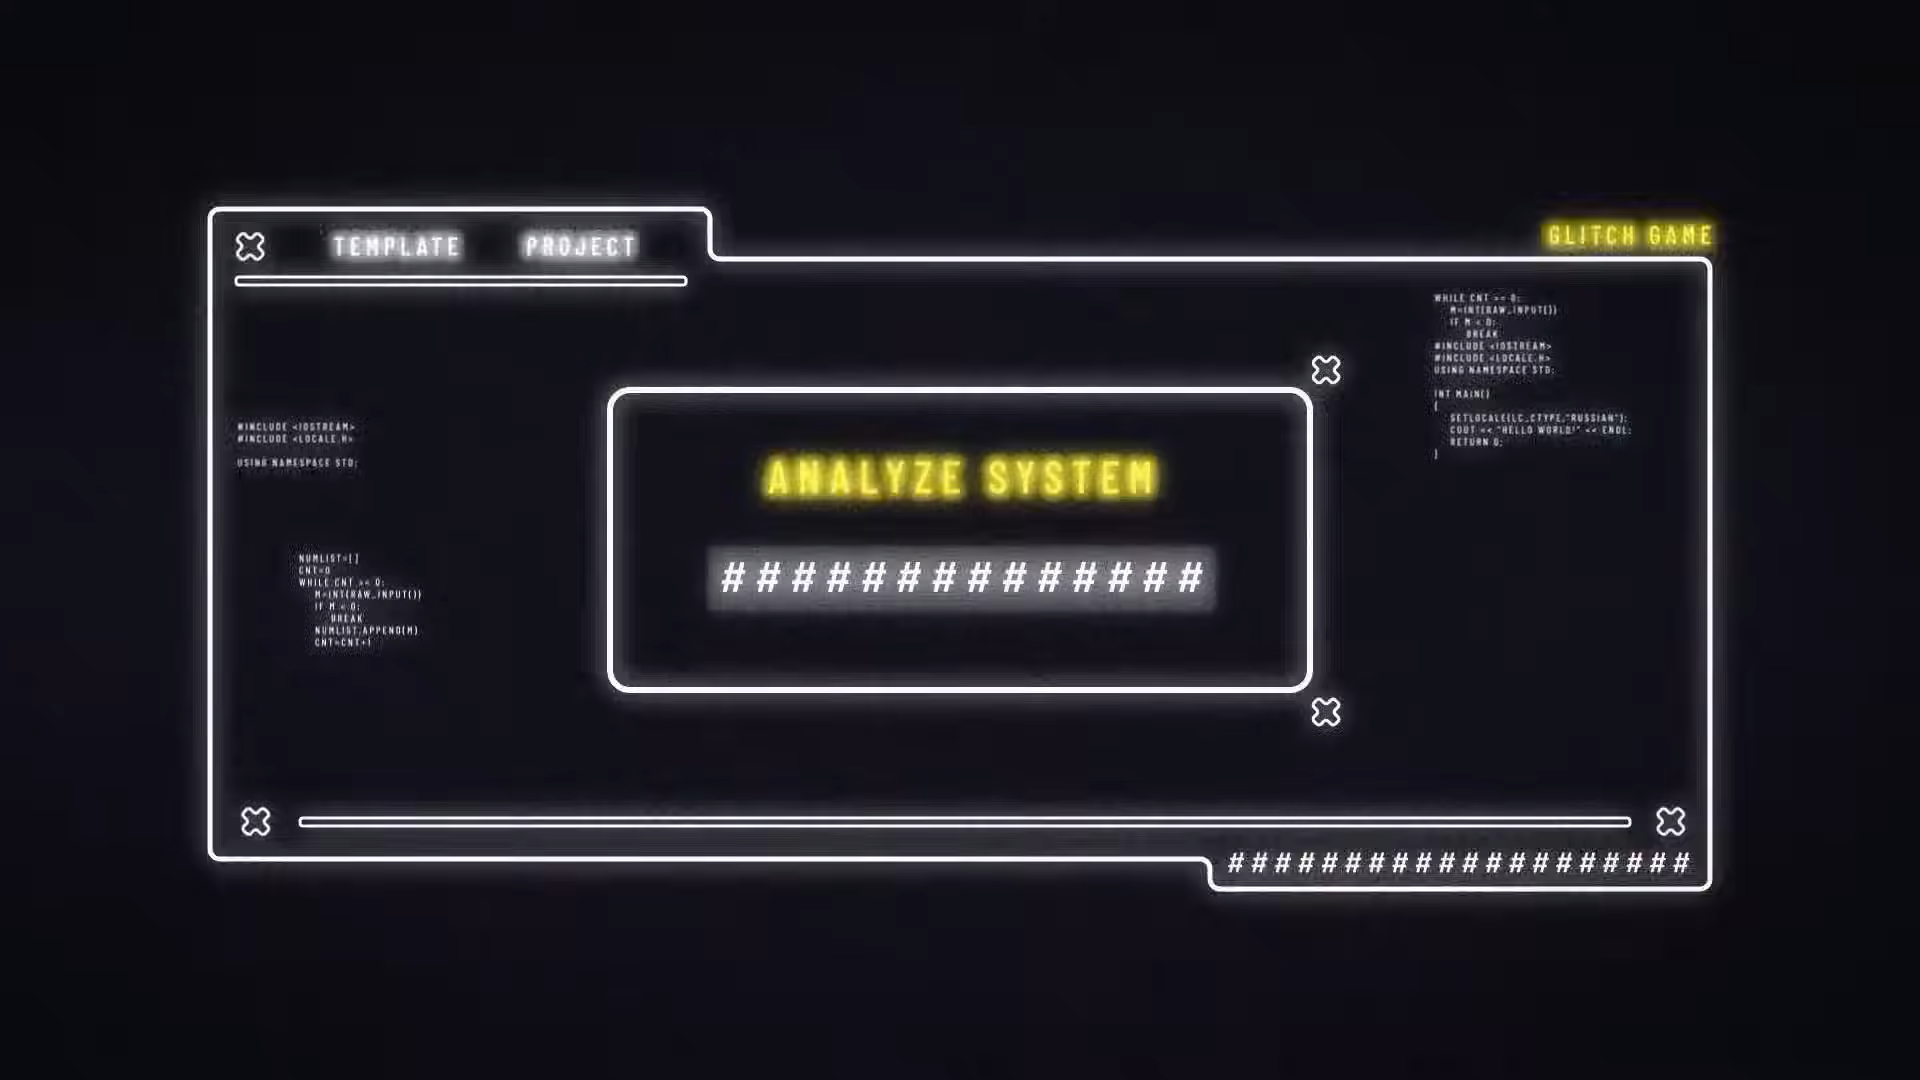 TEMPLATE PROJECT
GLITCH GAME
WHILE CNT >= 0:
M=INT(RAW_INPUT())
IF M < 0:
BREAK
#INCLUDE <IOSTREAM>
#INCLUDE <LOCALE.H>
USING NAMESPACE STD;
INT MAIN()
{
SETLOCALE(LC_CTYPE,"RUSSIAN");
COUT << "HELLO WORLD!" << ENDL;
RETURN 0;
}
#INCLUDE <IOSTREAM>
#INCLUDE <LOCALE.H>
USING NAMESPACE STD;
ANALYZE SYSTEM
##############
NUMLIST=[]
CNT=0
WHILE CNT >= 0:
M=INT(RAW_INPUT())
IF M < 0:
BREAK
NUMLIST.APPEND(M)
CNT=CNT+1
####################